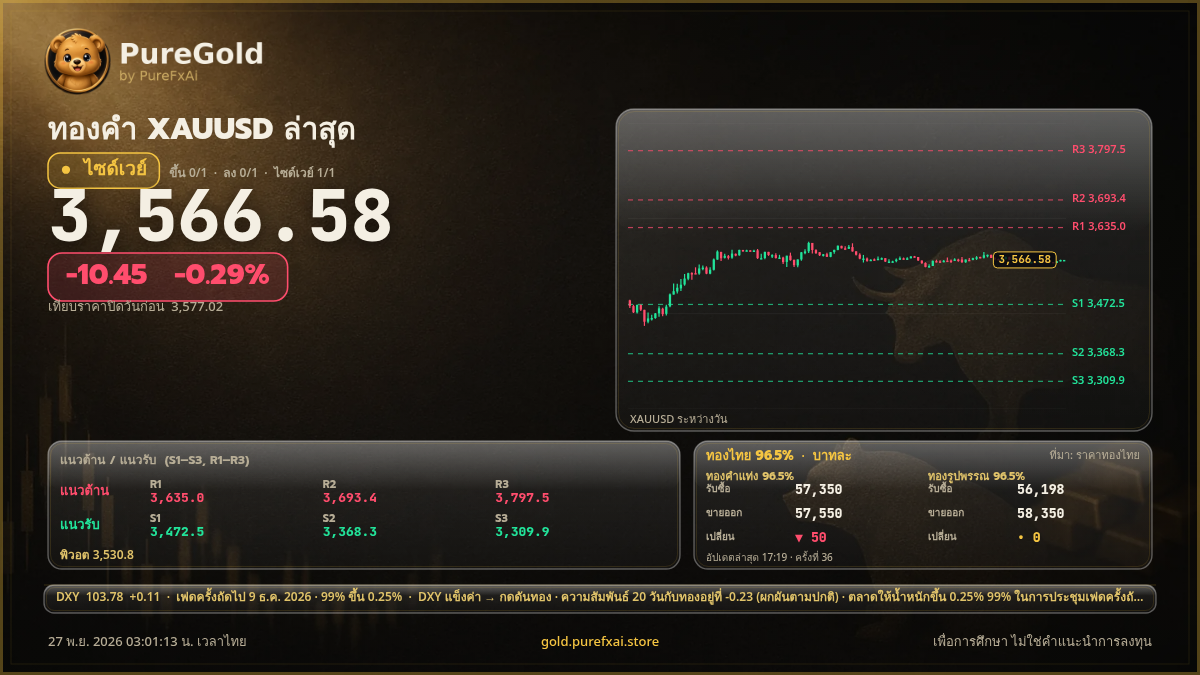 PureGold
by PureFxAi
ทองคำ XAUUSD ล่าสุด
• ไซด์เวย์ ขึ้น 0/1 · ลง 0/1 · ไซด์เวย์ 1/1
3,566.58
-10.45 -0.29%
เทียบราคาปิดวันก่อน 3,577.02
R3 3,797.5
R2 3,693.4
R1 3,635.0
3,566.58
S1 3,472.5
S2 3,368.3
S3 3,309.9
XAUUSD ระหว่างวัน
แนวต้าน / แนวรับ (S1–S3, R1–R3)
R1 R2 R3
แนวต้าน 3,635.0 3,693.4 3,797.5
S1 S2 S3
แนวรับ 3,472.5 3,368.3 3,309.9
พิวอต 3,530.8
ทองไทย 96.5% · บาทละ ที่มา: ราคาทองไทย
ทองคำแท่ง 96.5% ทองรูปพรรณ 96.5%
รับซื้อ 57,350 รับซื้อ 56,198
ขายออก 57,550 ขายออก 58,350
เปลี่ยน ▼ 50 เปลี่ยน • 0
อัปเดตล่าสุด 17:19 · ครั้งที่ 36
DXY 103.78 +0.11 · เฟดครั้งถัดไป 9 ธ.ค. 2026 · 99% ขึ้น 0.25% · DXY แข็งค่า → กดดันทอง · ความสัมพันธ์ 20 วันกับทองอยู่ที่ -0.23 (ผกผันตามปกติ) · ตลาดให้น้ำหนักขึ้น 0.25% 99% ในการประชุมเฟดครั้งถั...
27 พ.ย. 2026 03:01:13 น. เวลาไทย gold.purefxai.store เพื่อการศึกษา ไม่ใช่คำแนะนำการลงทุน